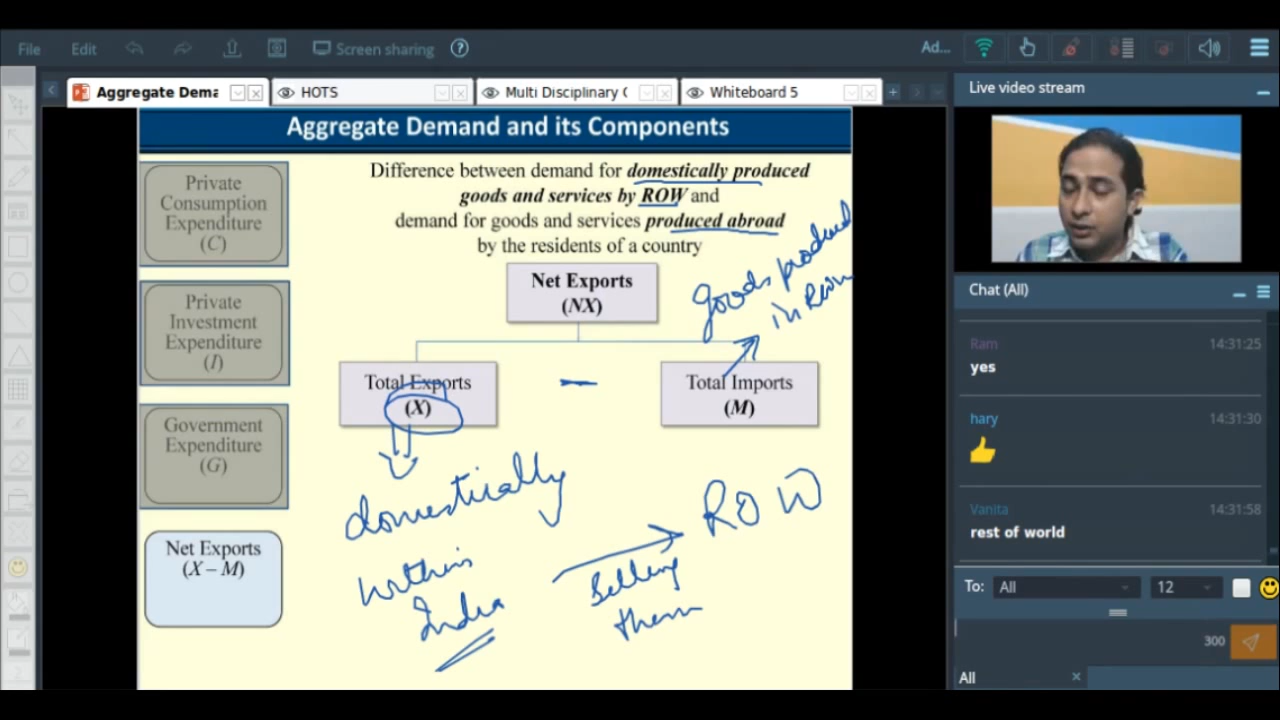 File Edit Screen sharing ? Ad...
Aggregate Dema
HOTS
Multi Disciplinary C
Whiteboard 5
Live video stream
Aggregate Demand and its Components
Private
Consumption
Expenditure
(C)
Private
Investment
Expenditure
(I)
Government
Expenditure
(G)
Net Exports
(X – M)
Difference between demand for domestically produced
goods and services by ROW and
demand for goods and services produced abroad
by the residents of a country
Net Exports
(NX)
goods produced
in
Total Exports
(X)
Total Imports
(M)
domestically
within
India
selling
them
ROW
Chat (All)
Ram 14:31:25
yes
hary 14:31:30
Vanita 14:31:58
rest of world
To: All 12
300
All